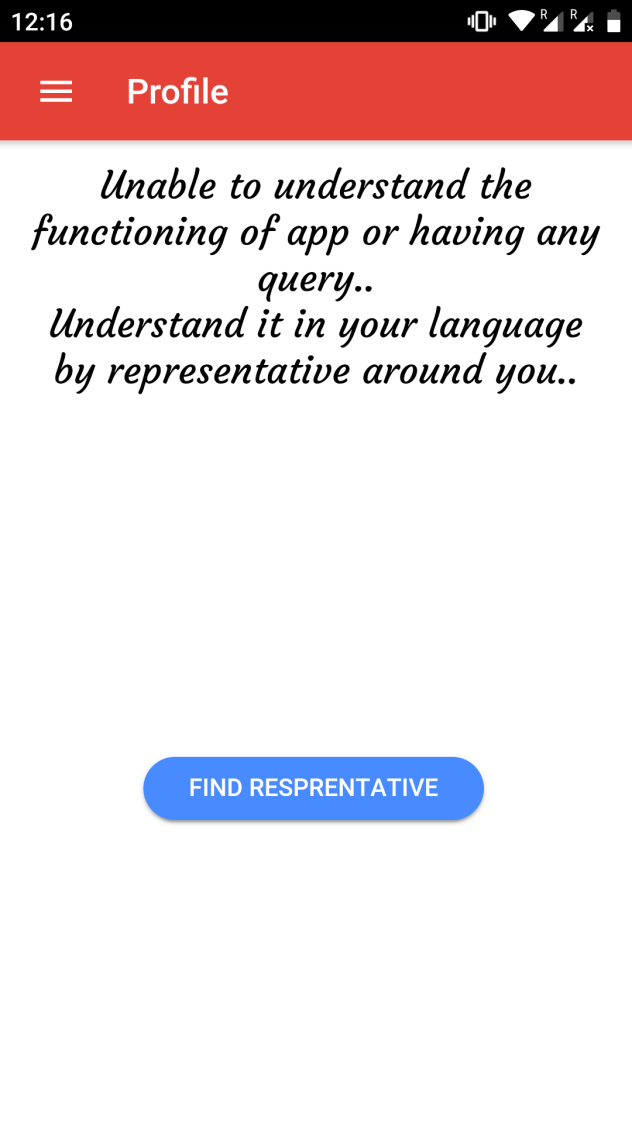 12:16
R R
Profile
Unable to understand the
functioning of app or having any
query..
Understand it in your language
by representative around you..
FIND RESPRENTATIVE